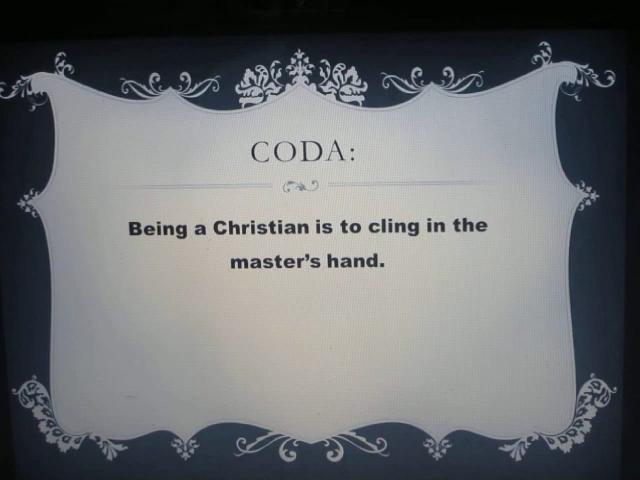 CODA:
Being a Christian is to cling in the
master's hand.